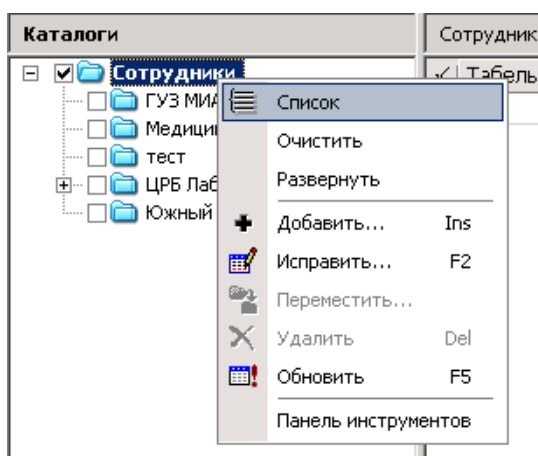 Каталоги
Сотрудник
Сотрудники
Табель
ГУЗ МИА
Список
Медици
Очистить
тест
Развернуть
ЦРБ Лаб
Южный
Добавить... Ins
Исправить... F2
Переместить...
Удалить Del
Обновить F5
Панель инструментов